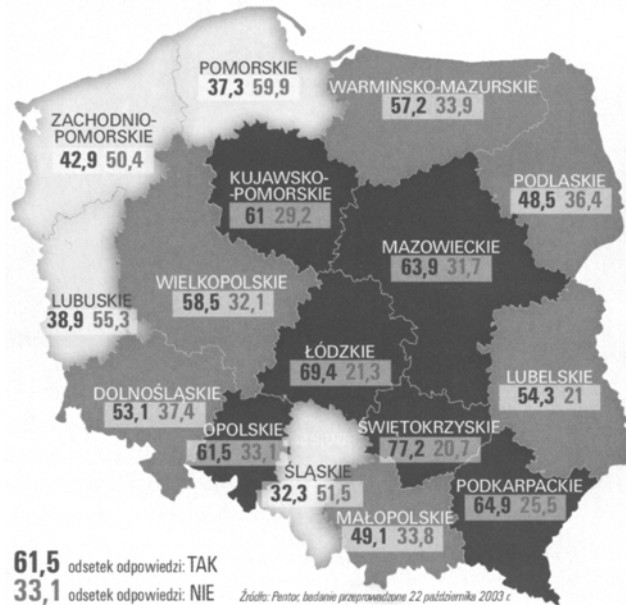 POMORSKIE
37,3 59,9
WARMIŃSKO-MAZURSKIE
57,2 33,9
ZACHODNIO-
POMORSKIE
42,9 50,4
KUJAWSKO-
-POMORSKIE
61 29,2
PODLASKIE
48,5 36,4
MAZOWIECKIE
63,9 31,7
WIELKOPOLSKIE
58,5 32,1
LUBUSKIE
38,9 55,3
ŁÓDZKIE
69,4 21,3
LUBELSKIE
54,3 21
DOLNOŚLĄSKIE
53,1 37,4
OPOLSKIE
61,5 33,1
ŚWIĘTOKRZYSKIE
77,2 20,7
ŚLĄSKIE
32,3 51,5
PODKARPACKIE
64,9 25,5
MAŁOPOLSKIE
49,1 33,8
61,5 odsetek odpowiedzi: TAK
33,1 odsetek odpowiedzi: NIE
Źródło: Pentor, badanie przeprowadzone 22 października 2003 r.